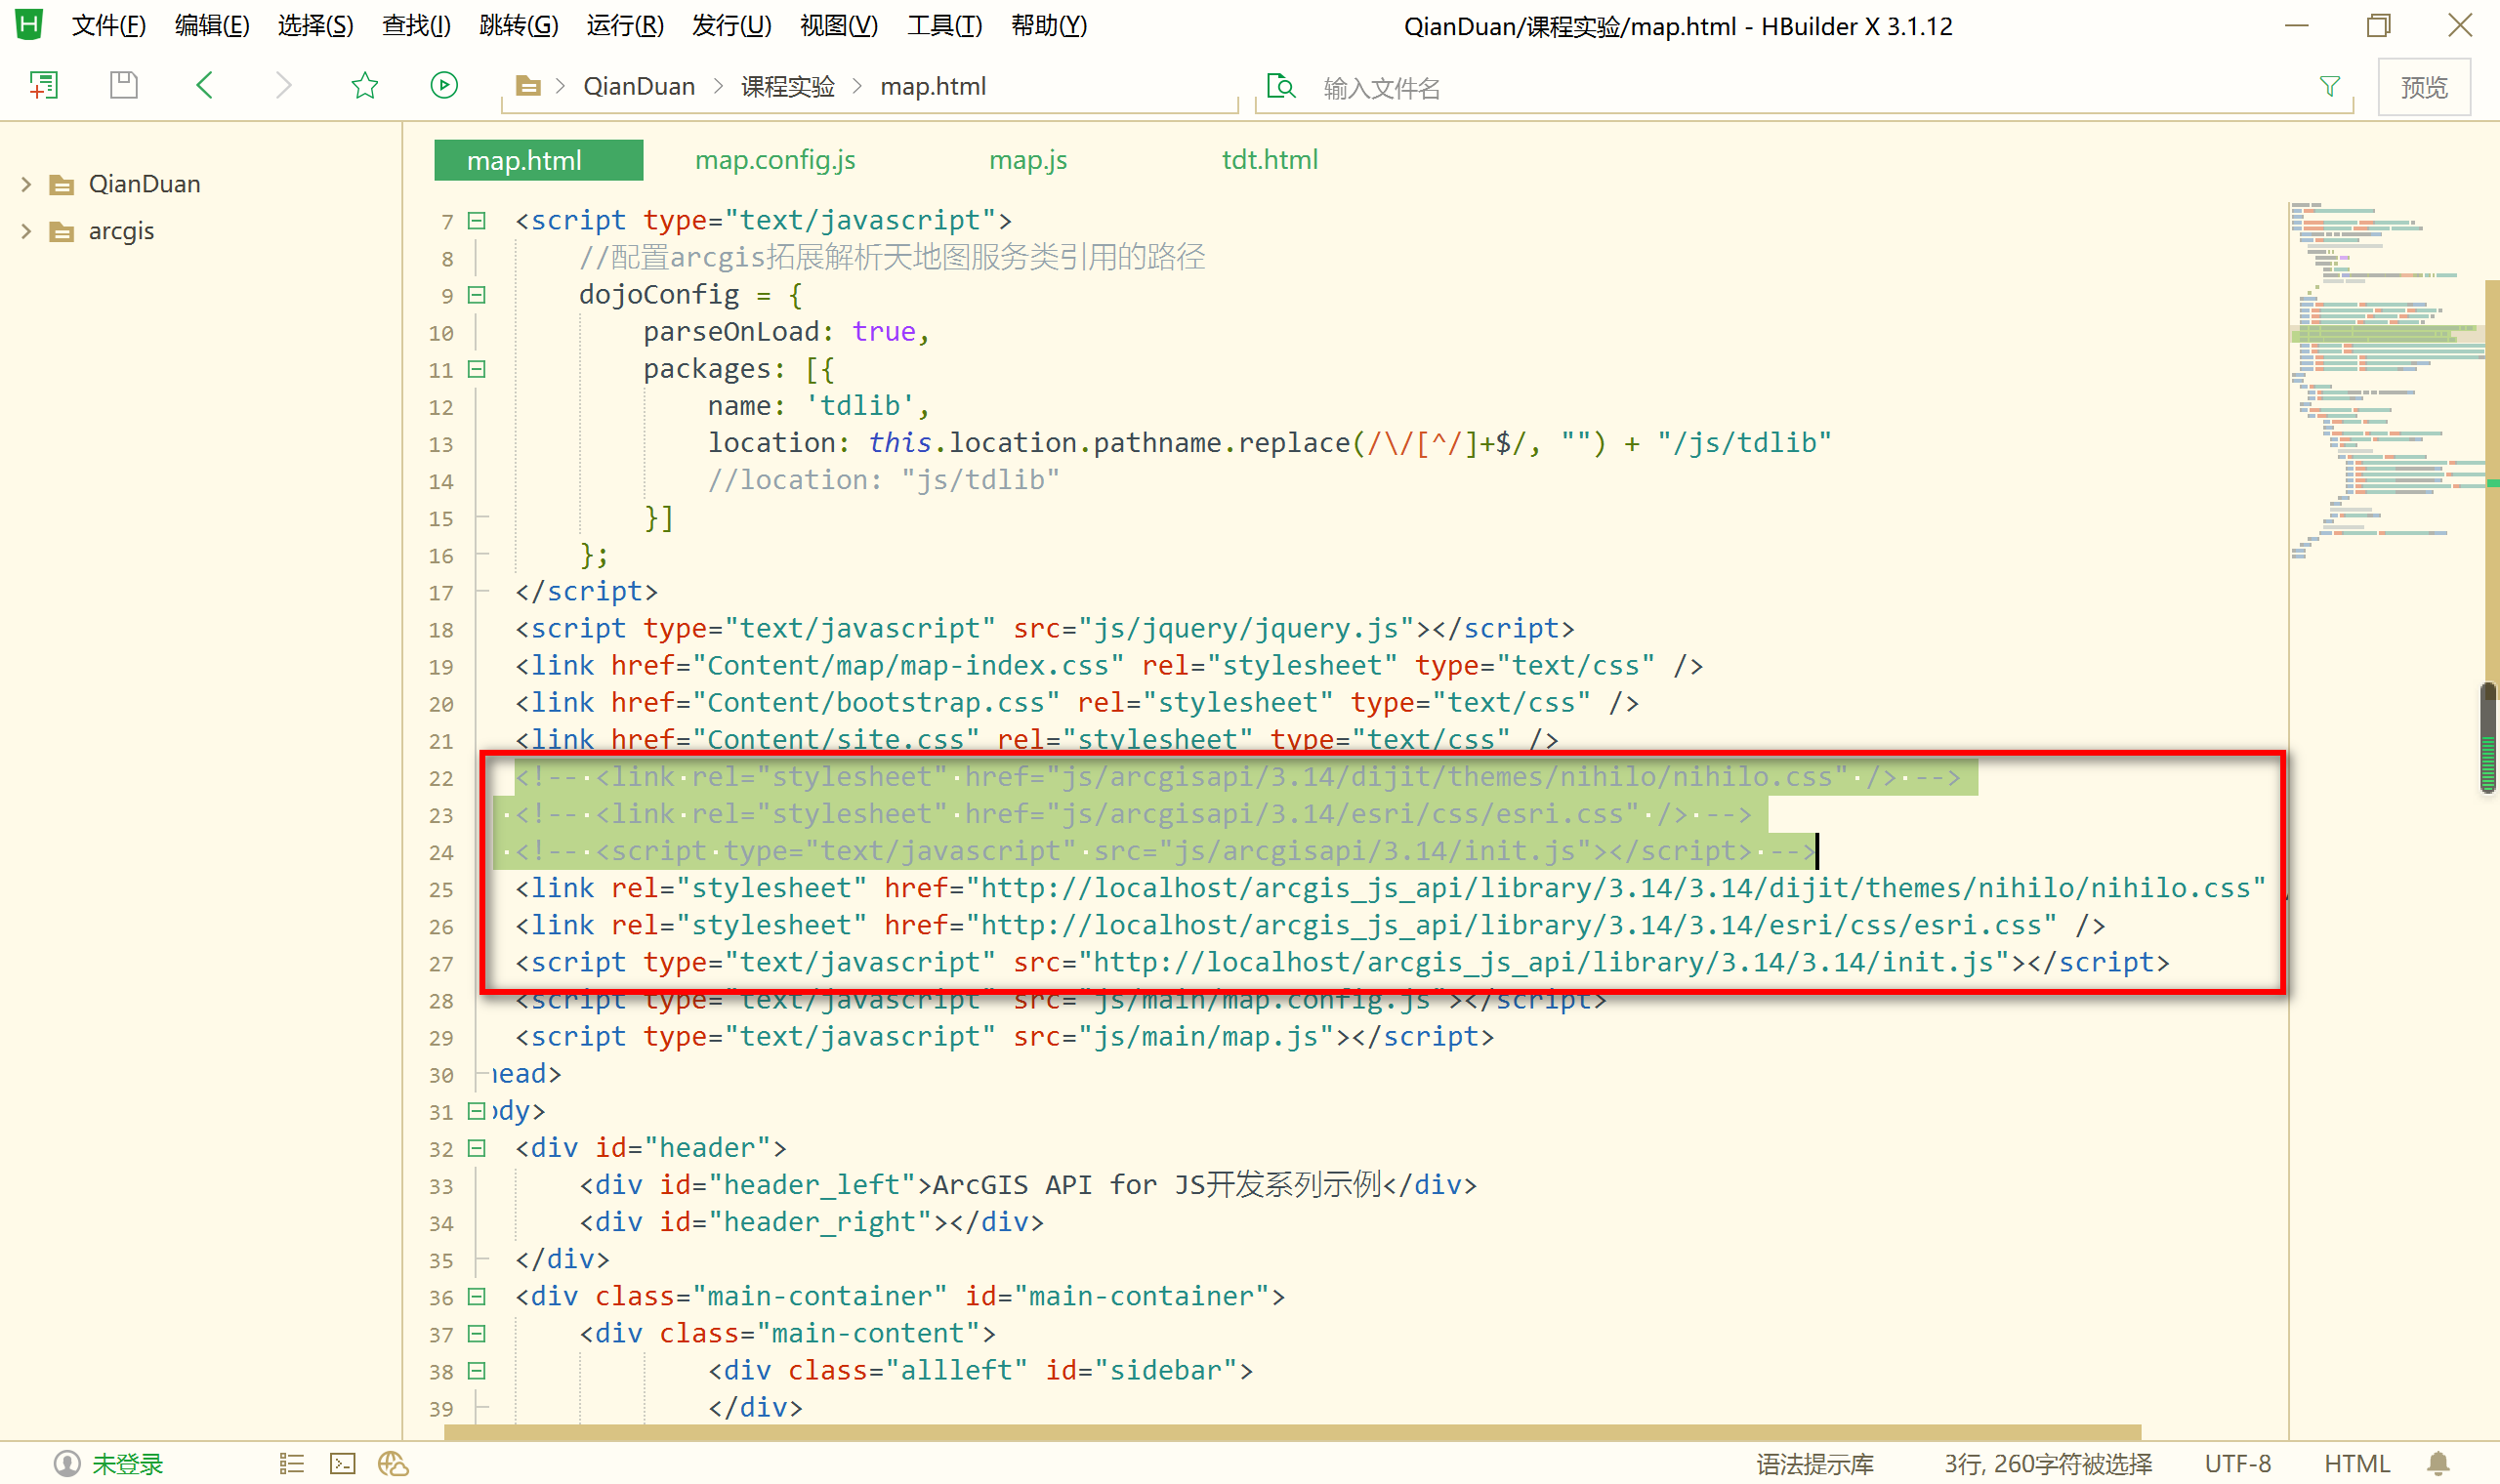 文件(F) 编辑(E) 选择(S) 查找(I) 跳转(G) 运行(R) 发行(U) 视图(V) 工具(T) 帮助(Y) QianDuan/课程实验/map.html - HBuilder X 3.1.12
QianDuan > 课程实验 > map.html 输入文件名 预览
QianDuan
arcgis
map.html map.config.js map.js tdt.html
7 <script type="text/javascript">
8 //配置arcgis拓展解析天地图服务类引用的路径
9 dojoConfig = {
10 parseOnLoad: true,
11 packages: [{
12 name: 'tdlib',
13 location: this.location.pathname.replace(/\/[^/]+$/, "") + "/js/tdlib"
14 //location: "js/tdlib"
15 }]
16 };
17 </script>
18 <script type="text/javascript" src="js/jquery/jquery.js"></script>
19 <link href="Content/map/map-index.css" rel="stylesheet" type="text/css" />
20 <link href="Content/bootstrap.css" rel="stylesheet" type="text/css" />
21 <link href="Content/site.css" rel="stylesheet" type="text/css" />
22 <!-- <link rel="stylesheet" href="js/arcgisapi/3.14/dijit/themes/nihilo/nihilo.css" /> -->
23 <!-- <link rel="stylesheet" href="js/arcgisapi/3.14/esri/css/esri.css" /> -->
24 <!-- <script type="text/javascript" src="js/arcgisapi/3.14/init.js"></script> -->
25 <link rel="stylesheet" href="http://localhost/arcgis_js_api/library/3.14/3.14/dijit/themes/nihilo/nihilo.css"
26 <link rel="stylesheet" href="http://localhost/arcgis_js_api/library/3.14/3.14/esri/css/esri.css" />
27 <script type="text/javascript" src="http://localhost/arcgis_js_api/library/3.14/3.14/init.js"></script>
28 <script type="text/javascript" src="js/main/map.config.js"></script>
29 <script type="text/javascript" src="js/main/map.js"></script>
30 head>
31 ody>
32 <div id="header">
33 <div id="header_left">ArcGIS API for JS开发系列示例</div>
34 <div id="header_right"></div>
35 </div>
36 <div class="main-container" id="main-container">
37 <div class="main-content">
38 <div class="allleft" id="sidebar">
39 </div>
未登录 语法提示库 3行, 260字符被选择 UTF-8 HTML